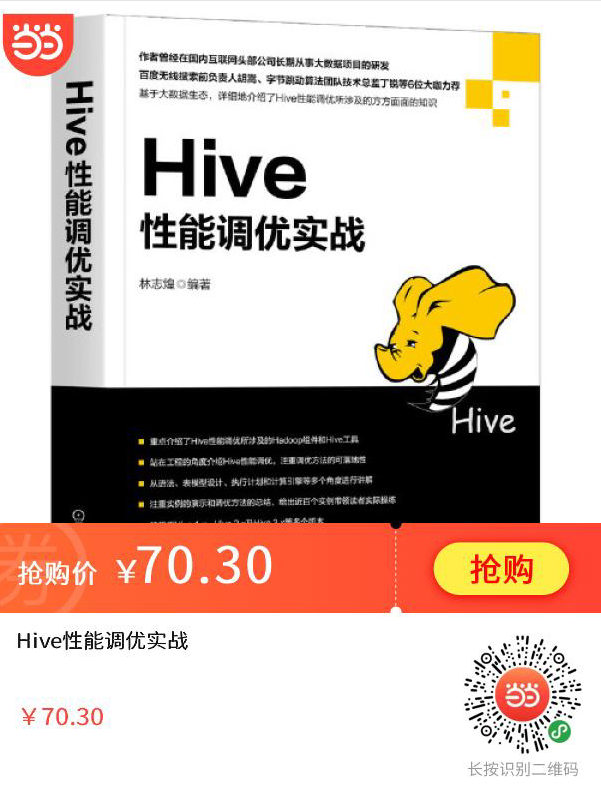 当当
Hive性能调优实战
作者曾经在国内互联网头部公司长期从事大数据项目的研发
百度无线搜索前负责人胡嵩、字节跳动算法团队技术总监丁锐等6位大咖力荐
基于大数据生态，详细地介绍了Hive性能调优所涉及的方方面面的知识
Hive
性能调优实战
林志煌◎编著
Hive
重点介绍了Hive性能调优所涉及的Hadoop组件和Hive工具
站在工程的角度介绍Hive性能调优，注重调优方法的可落地性
从语法、表模型设计、执行计划和计算引擎等多个角度进行讲解
注重实例的演示和调优方法的总结，给出近百个实例带领读者实际操练
券
抢购价 ¥70.30
抢购
Hive性能调优实战
¥70.30
当当
长按识别二维码